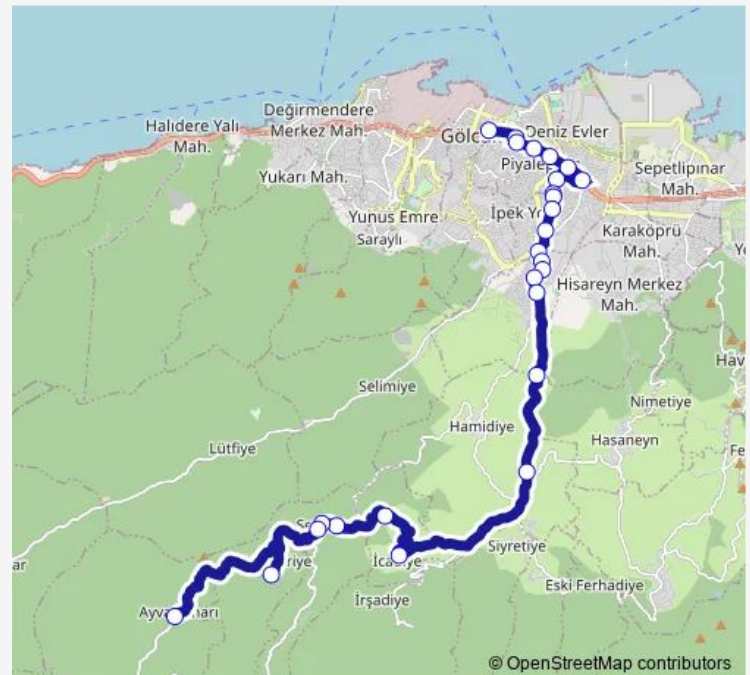 Değirmendere
Merkez Mah.
Halıdere Yalı
Mah.
Deniz Evler
Yukarı Mah.
Sepetlipınar
Mah.
Yunus Emre
Saraylı
Karaköprü
Mah.
Hisareyn Merkez
Mah.
Selimiye
Nimetiye
Hamidiye
Hasaneyn
Lütfiye
Siyretiye
Eski Ferhadiye
İrşadiye
© OpenStreetMap contributors